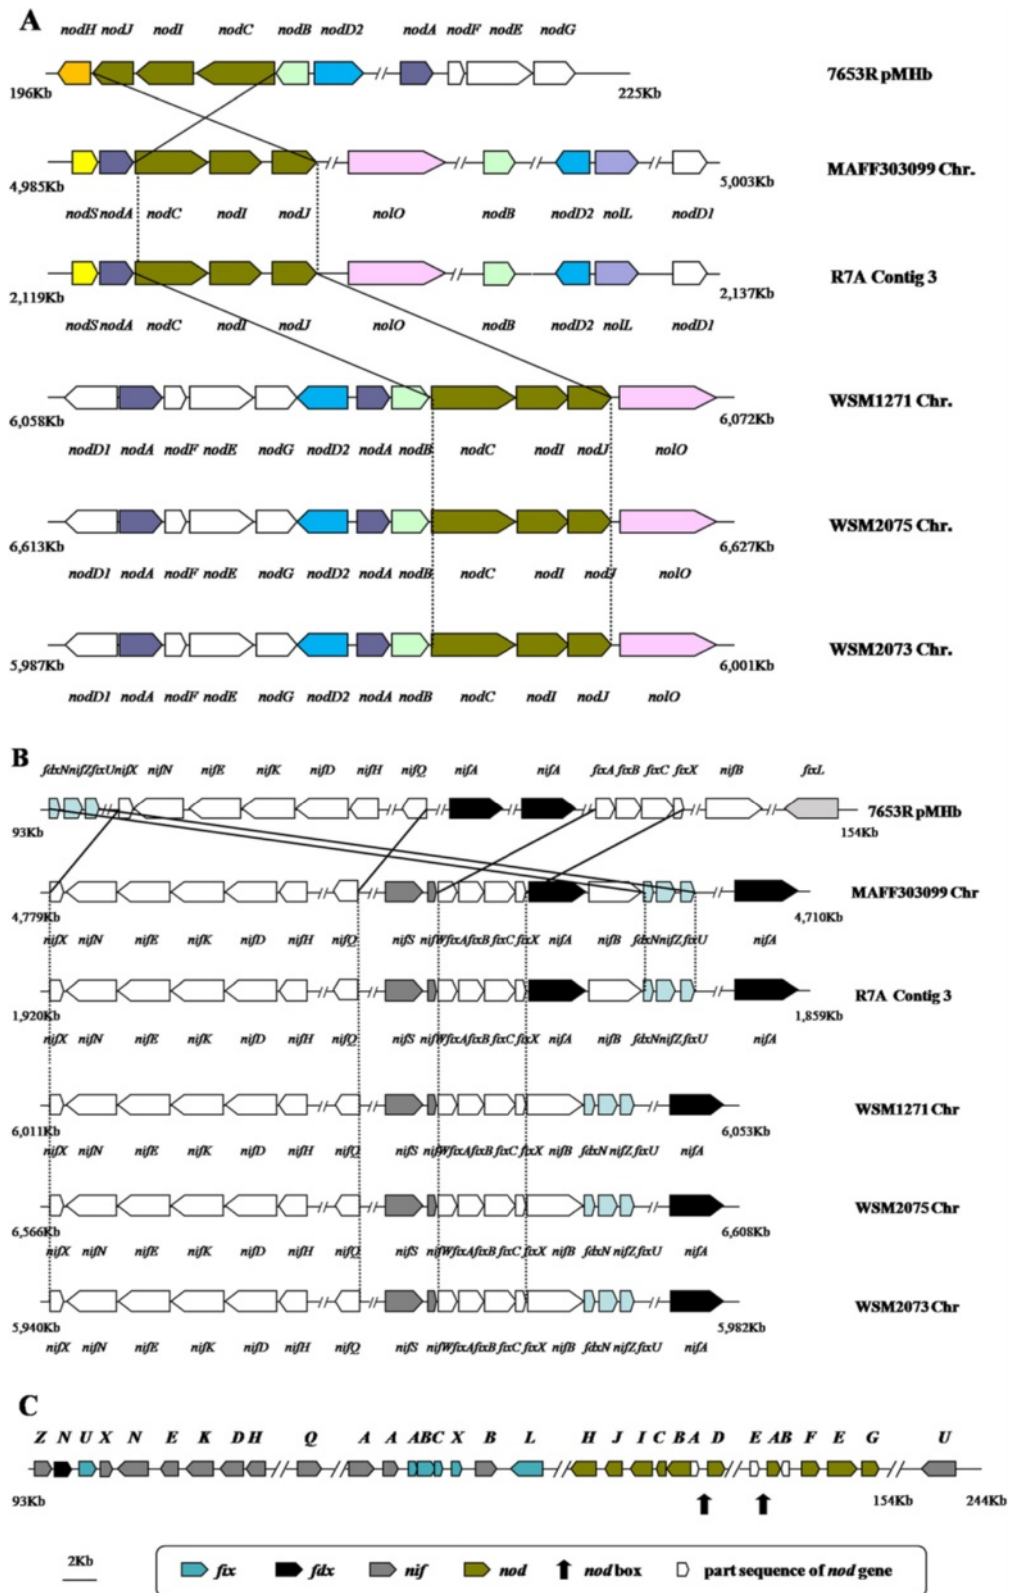 A
nodH nodJ nodI nodC nodB nodD2 nodA nodF nodE nodG
7653R pMHb
196Kb 225Kb
MAFF303099 Chr.
4,985Kb 5,003Kb
nodS nodA nodC nodI nodJ nolO nodB nodD2 nolL nodD1
R7A Contig 3
2,119Kb 2,137Kb
nodS nodA nodC nodI nodJ nolO nodB nodD2 nolL nodD1
WSM1271 Chr.
6,058Kb 6,072Kb
nodD1 nodA nodF nodE nodG nodD2 nodA nodB nodC nodI nodJ nolO
WSM2075 Chr.
6,613Kb 6,627Kb
nodD1 nodA nodF nodE nodG nodD2 nodA nodB nodC nodI nodJ nolO
WSM2073 Chr.
5,987Kb 6,001Kb
nodD1 nodA nodF nodE nodG nodD2 nodA nodB nodC nodI nodJ nolO
B
fdxN nifZ fixU nifX nifN nifE nifK nifD nifH nifQ nifA nifA fixA fixB fixC fixX nifB fixL
7653R pMHb
93Kb 154Kb
MAFF303099 Chr
4,779Kb 4,710Kb
nifX nifN nifE nifK nifD nifH nifQ nifS nifW fixA fixB fixC fixX nifA nifB fdxN nifZ fixU nifA
R7A Contig 3
1,920Kb 1,859Kb
nifX nifN nifE nifK nifD nifH nifQ nifS nifW fixA fixB fixC fixX nifA nifB fdxN nifZ fixU nifA
WSM1271 Chr
6,011Kb 6,053Kb
nifX nifN nifE nifK nifD nifH nifQ nifS nifW fixA fixB fixC fixX nifB fdxN nifZ fixU nifA
WSM2075 Chr
6,566Kb 6,608Kb
nifX nifN nifE nifK nifD nifH nifQ nifS nifW fixA fixB fixC fixX nifB fdxN nifZ fixU nifA
WSM2073 Chr
5,940Kb 5,982Kb
nifX nifN nifE nifK nifD nifH nifQ nifS nifW fixA fixB fixC fixX nifB fdxN nifZ fixU nifA
C
Z N U X N E K D H Q A A A B C X B L H J I C B A D E A B F E G U
93Kb 154Kb 244Kb
2Kb
fix fdx nif nod nod box part sequence of nod gene